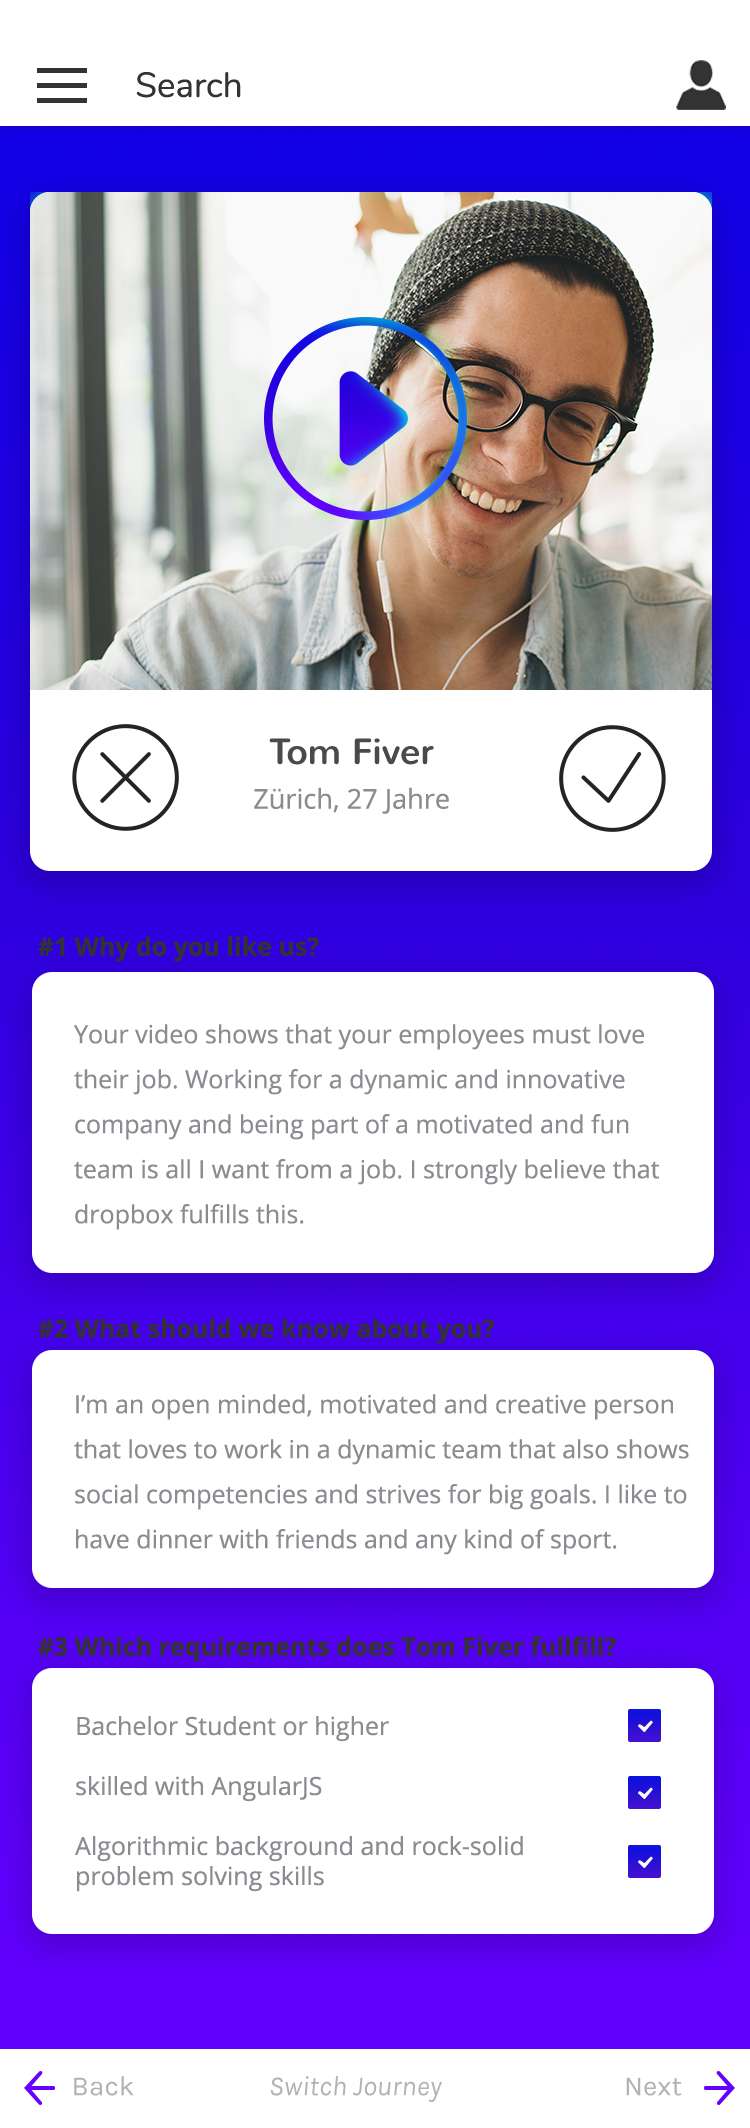 Search
Tom Fiver
Zürich, 27 Jahre
#1 Why do you like us?
Your video shows that your employees must love
their job. Working for a dynamic and innovative
company and being part of a motivated and fun
team is all I want from a job. I strongly believe that
dropbox fulfills this.
#2 What should we know about you?
I’m an open minded, motivated and creative person
that loves to work in a dynamic team that also shows
social competencies and strives for big goals. I like to
have dinner with friends and any kind of sport.
#3 Which requirements does Tom Fiver fullfill?
Bachelor Student or higher
skilled with AngularJS
Algorithmic background and rock-solid
problem solving skills
Back Switch Journey Next